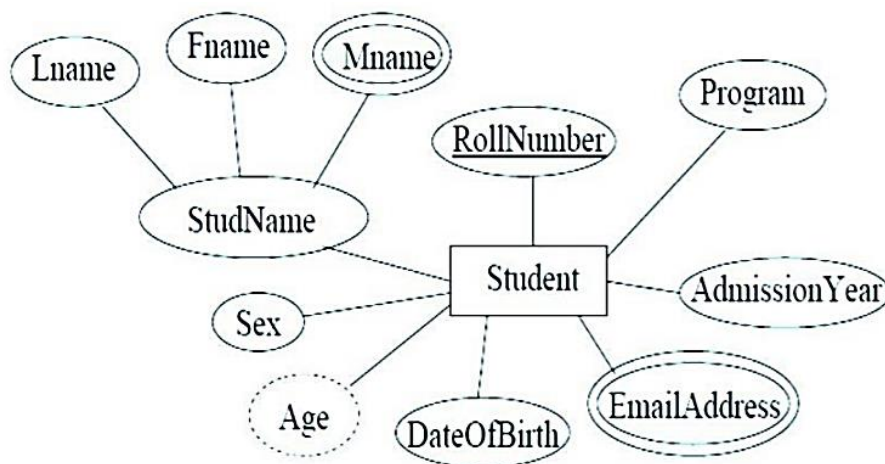 Lname
Fname
Mname
Program
RollNumber
StudName
Student
AdmissionYear
Sex
Age
DateOfBirth
EmailAddress